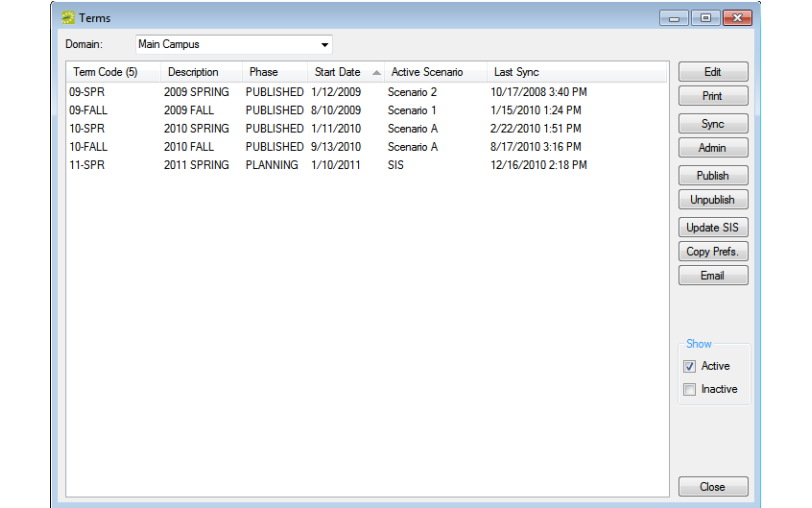 Terms
Domain: Main Campus
Term Code (5) Description Phase Start Date Active Scenario Last Sync
09-SPR 2009 SPRING PUBLISHED 1/12/2009 Scenario 2 10/17/2008 3:40 PM
09-FALL 2009 FALL PUBLISHED 8/10/2009 Scenario 1 1/15/2010 1:24 PM
10-SPR 2010 SPRING PUBLISHED 1/11/2010 Scenario A 2/22/2010 1:51 PM
10-FALL 2010 FALL PUBLISHED 9/13/2010 Scenario A 8/17/2010 3:16 PM
11-SPR 2011 SPRING PLANNING 1/10/2011 SIS 12/16/2010 2:18 PM
Edit
Print
Sync
Admin
Publish
Unpublish
Update SIS
Copy Prefs.
Email
Show
Active
Inactive
Close